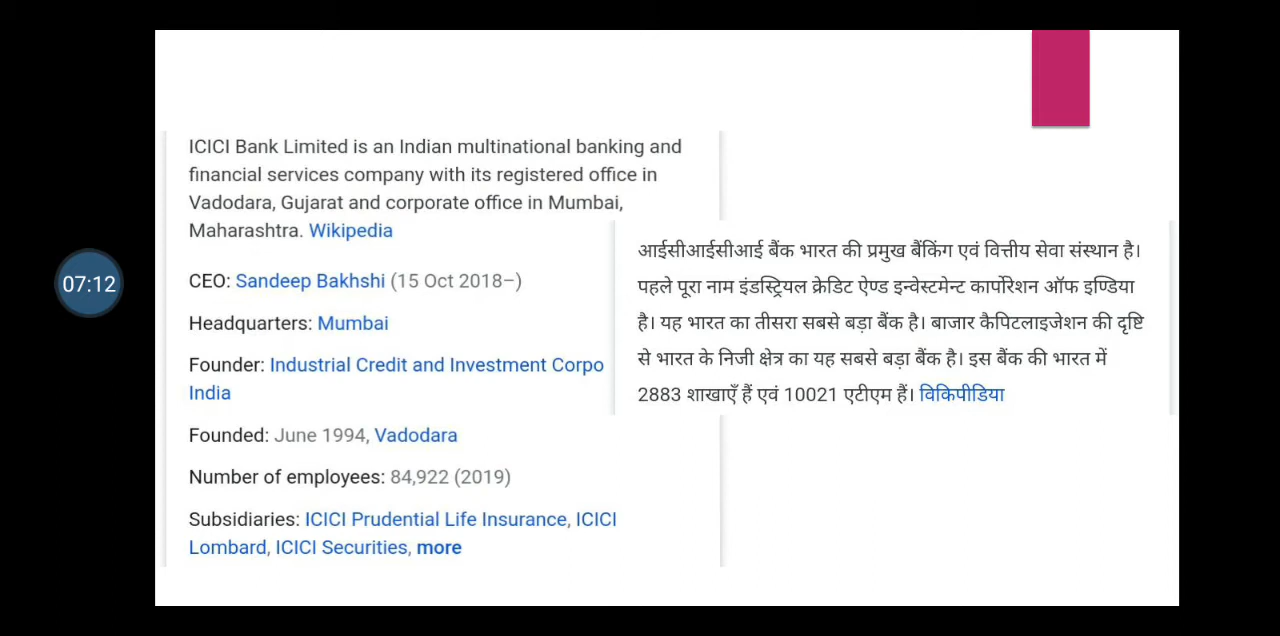 ICICI Bank Limited is an Indian multinational banking and
financial services company with its registered office in
Vadodara, Gujarat and corporate office in Mumbai,
Maharashtra. Wikipedia
CEO: Sandeep Bakhshi (15 Oct 2018–)
Headquarters: Mumbai
Founder: Industrial Credit and Investment Corpo
India
Founded: June 1994, Vadodara
Number of employees: 84,922 (2019)
Subsidiaries: ICICI Prudential Life Insurance, ICICI
Lombard, ICICI Securities, more
आईसीआईसीआई बैंक भारत की प्रमुख बैंकिंग एवं वित्तीय सेवा संस्थान है।
पहले पूरा नाम इंडस्ट्रियल क्रेडिट ऐण्ड इन्वेस्टमेन्ट कार्पोरेशन ऑफ इण्डिया
है। यह भारत का तीसरा सबसे बड़ा बैंक है। बाजार कैपिटलाइजेशन की दृष्टि
से भारत के निजी क्षेत्र का यह सबसे बड़ा बैंक है। इस बैंक की भारत में
2883 शाखाएँ हैं एवं 10021 एटीएम हैं। विकिपीडिया
07:12